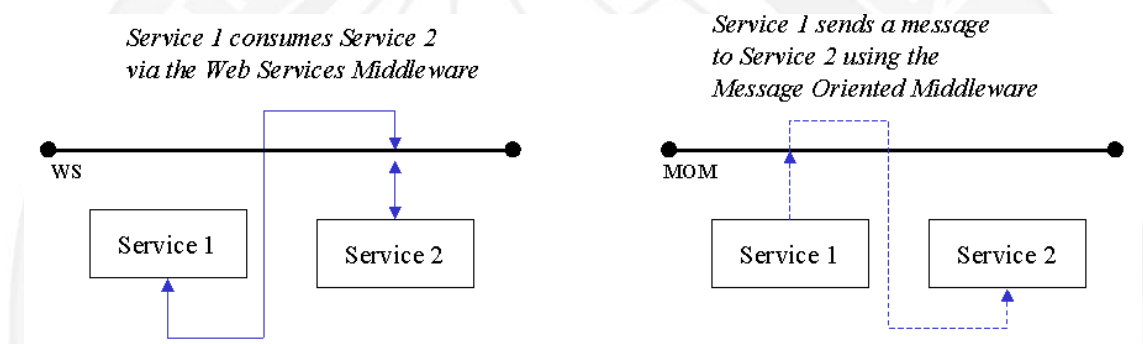 Service 1 consumes Service 2
via the Web Services Middleware
WS
Service 1
Service 2
Service 1 sends a message
to Service 2 using the
Message Oriented Middleware
MOM
Service 1
Service 2